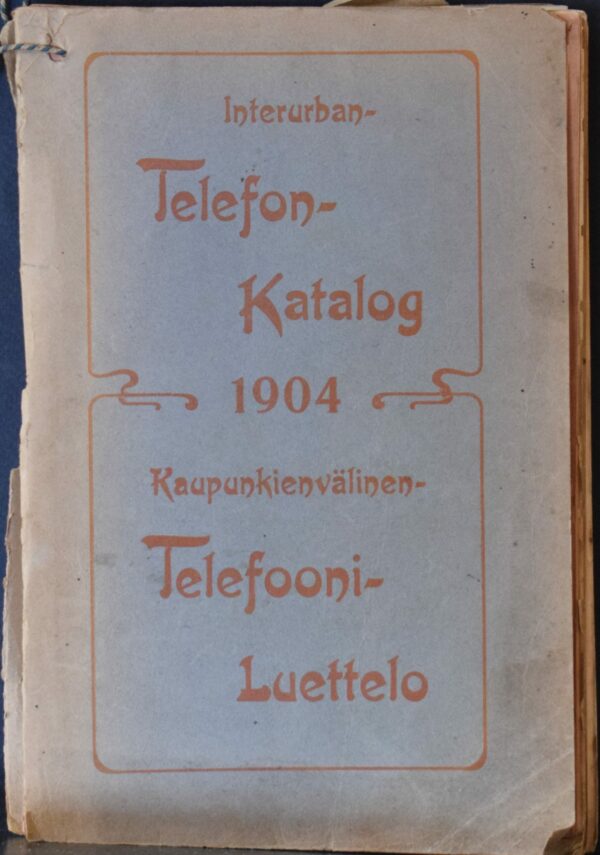 Interurban-
Telefon-
Katalog
1904
Kaupunkienvälinen-
Telefooni-
Luettelo